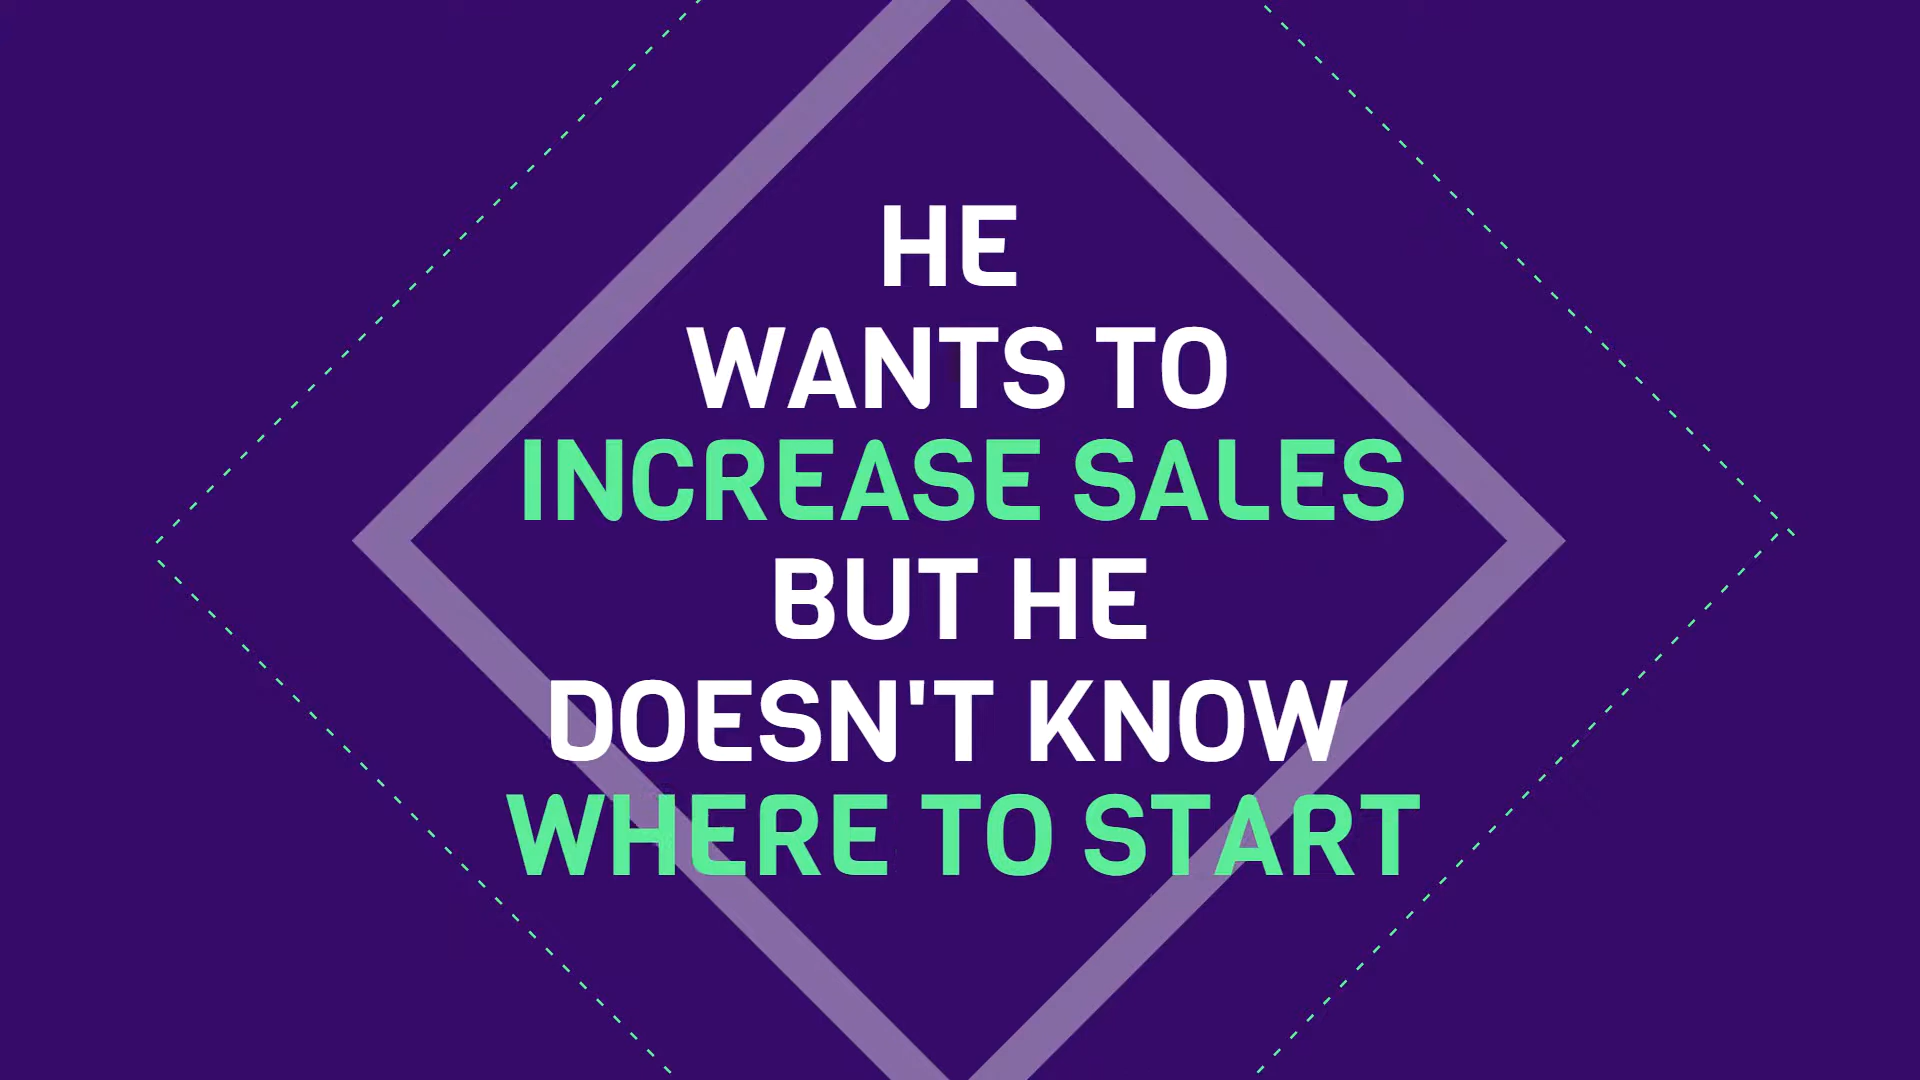 HE
WANTS TO
INCREASE SALES
BUT HE
DOESN'T KNOW
WHERE TO START